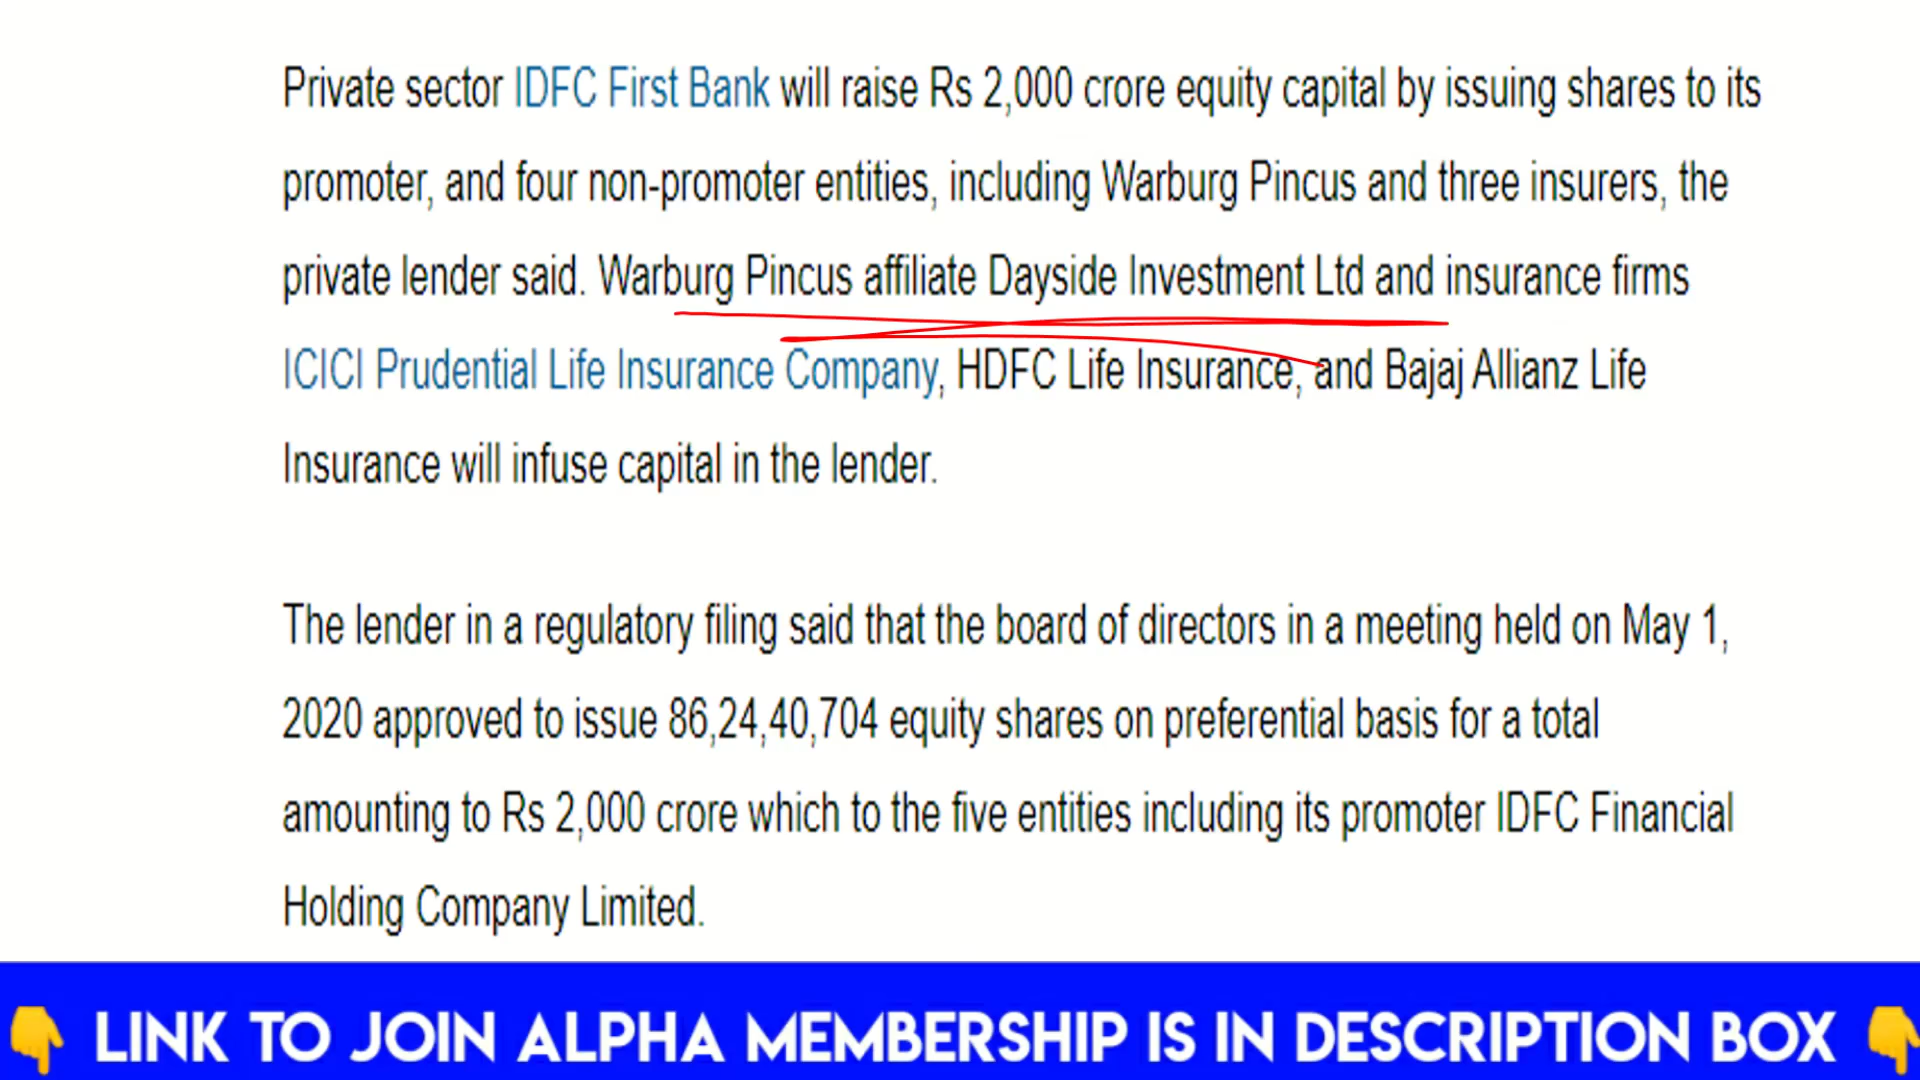 Private sector IDFC First Bank will raise Rs 2,000 crore equity capital by issuing shares to its
promoter, and four non-promoter entities, including Warburg Pincus and three insurers, the
private lender said. Warburg Pincus affiliate Dayside Investment Ltd and insurance firms
ICICI Prudential Life Insurance Company, HDFC Life Insurance, and Bajaj Allianz Life
Insurance will infuse capital in the lender.
The lender in a regulatory filing said that the board of directors in a meeting held on May 1,
2020 approved to issue 86,24,40,704 equity shares on preferential basis for a total
amounting to Rs 2,000 crore which to the five entities including its promoter IDFC Financial
Holding Company Limited.
👇 LINK TO JOIN ALPHA MEMBERSHIP IS IN DESCRIPTION BOX 👇